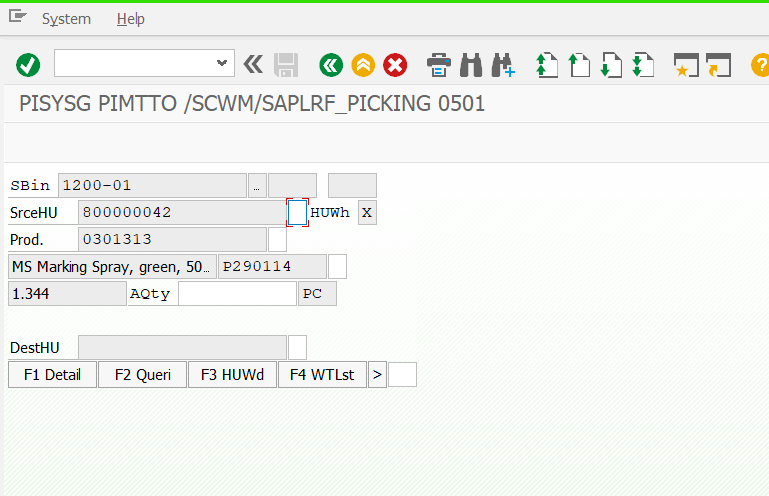 System Help
PISYSG PIMTTO /SCWM/SAPLRF_PICKING 0501
SBin 1200-01 …
SrceHU 800000042 HUWh X
Prod. 0301313
MS Marking Spray, green, 50… P290114
1.344 AQty PC
DestHU
F1 Detail F2 Queri F3 HUWd F4 WTLst >